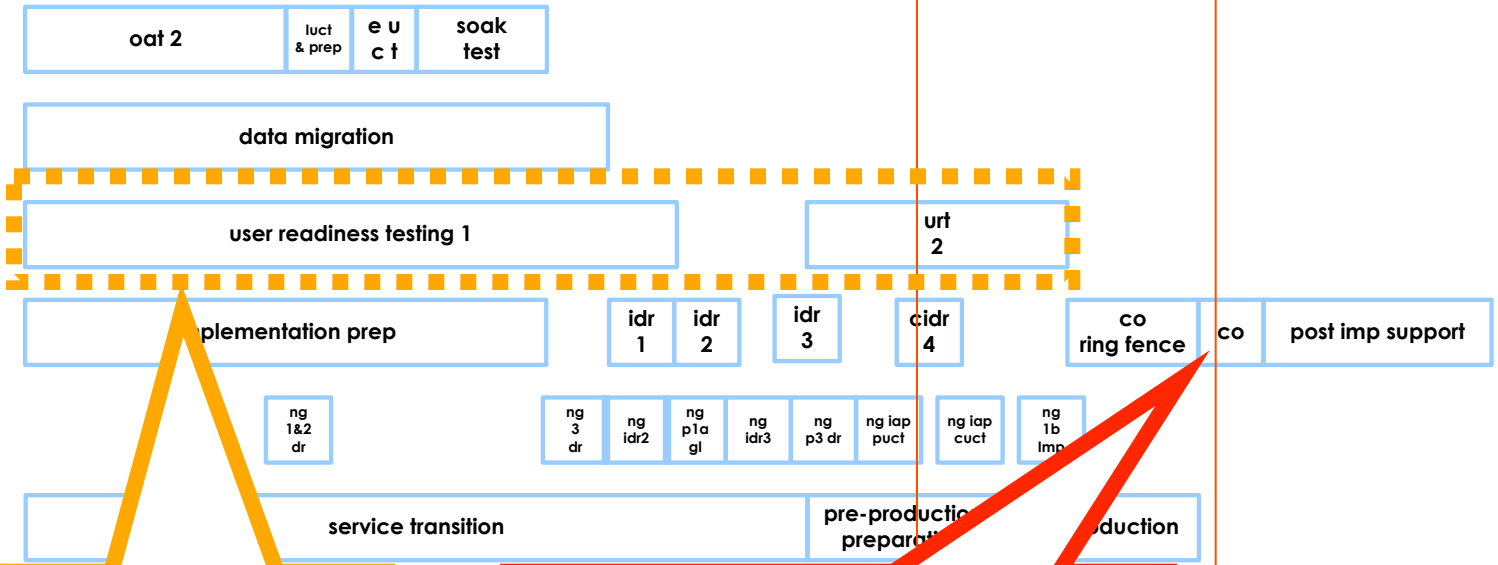 oat 2
luct
& prep
e u
c t
soak
test
data migration
user readiness testing 1
urt
2
plementation prep
idr
1
idr
2
idr
3
cidr
4
co
ring fence
co
post imp support
ng
1&2
dr
ng
3
dr
ng
idr2
ng
p1a
gl
ng
idr3
ng
p3 dr
ng iap
puct
ng iap
cuct
ng
1b
Imp
service transition
pre-productio
preparati
duction